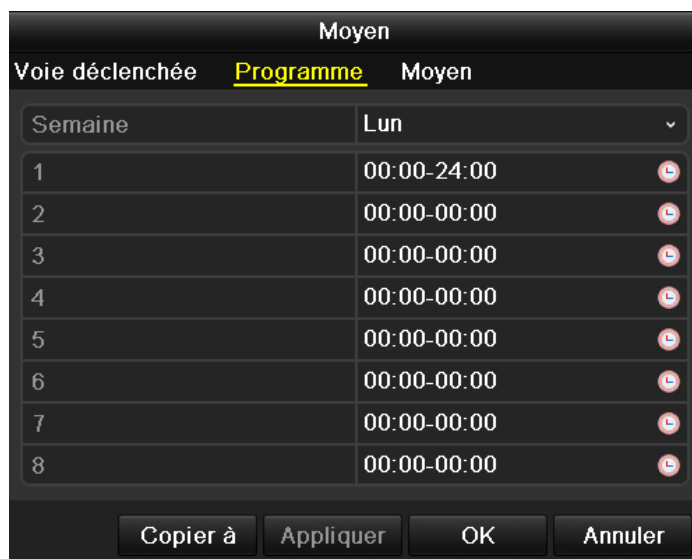 Moyen
Voie déclenchée Programme Moyen
Semaine Lun
1 00:00-24:00
2 00:00-00:00
3 00:00-00:00
4 00:00-00:00
5 00:00-00:00
6 00:00-00:00
7 00:00-00:00
8 00:00-00:00
Copier à Appliquer OK Annuler